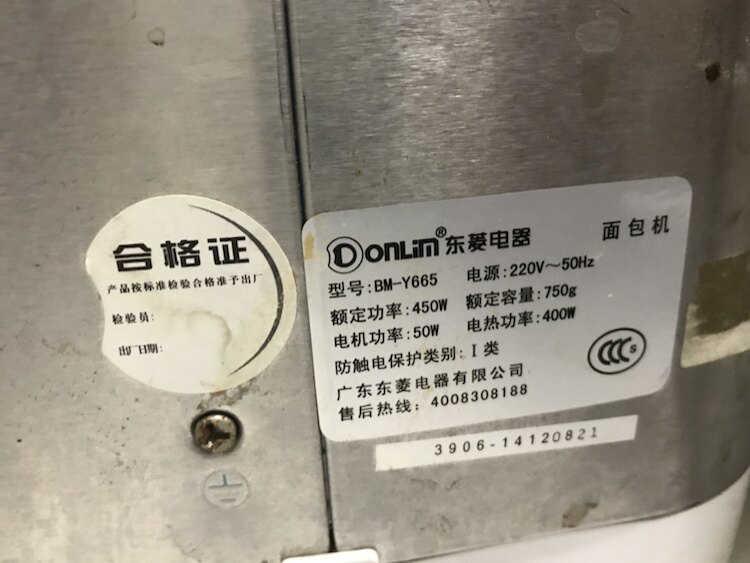 合格证
产品按标准检验合格准予出厂
检验员:
出厂日期:
DonLim®东菱电器 面包机
型号:BM-Y665 电源:220V～50Hz
额定功率:450W 额定容量:750g
电机功率:50W 电热功率:400W
防触电保护类别:I类
广东东菱电器有限公司
售后热线:4008308188
CCC S
3906-14120821